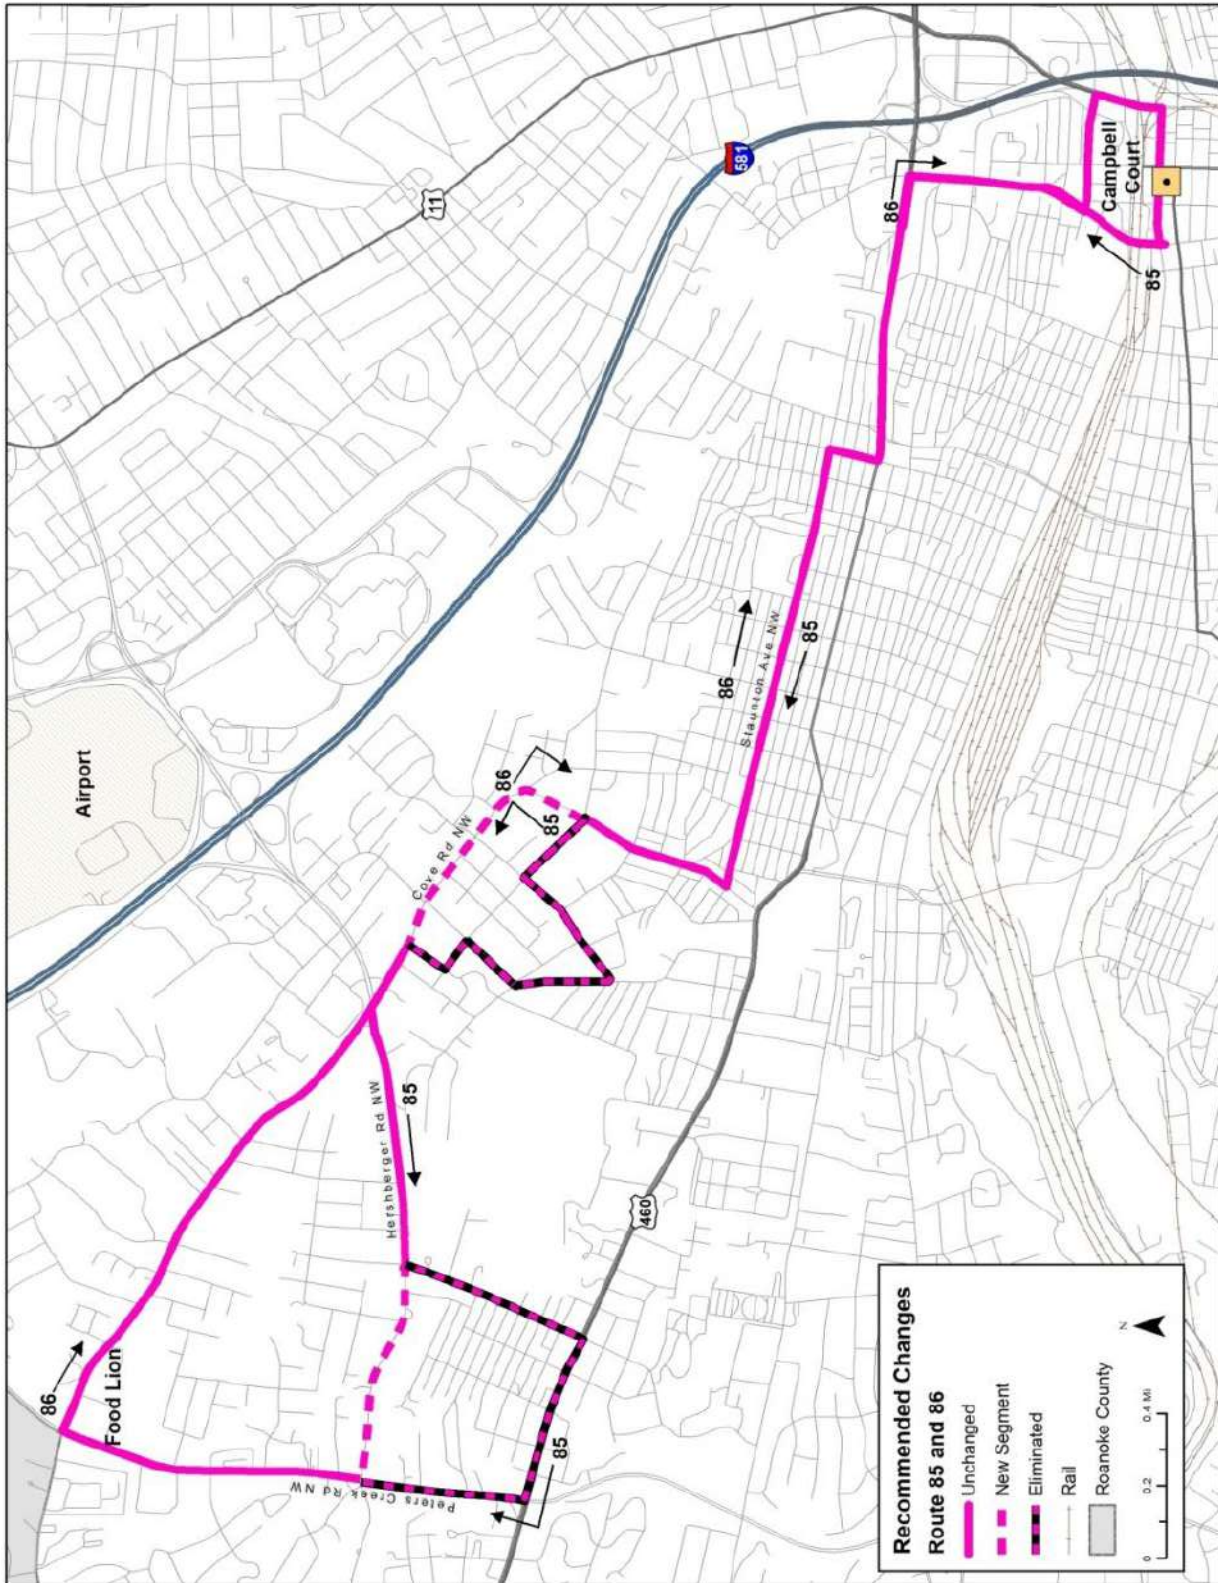 Airport
11
581
86
Campbell
Court
85
86
Staunton Ave NW
85
86
85
Cove Rd NW
Hershberger Rd NW
85
460
86
Food Lion
Peters Creek Rd NW
85
Recommended Changes
Route 85 and 86
Unchanged
New Segment
Eliminated
Rail
Roanoke County
N
0 0.2 0.4 Mi